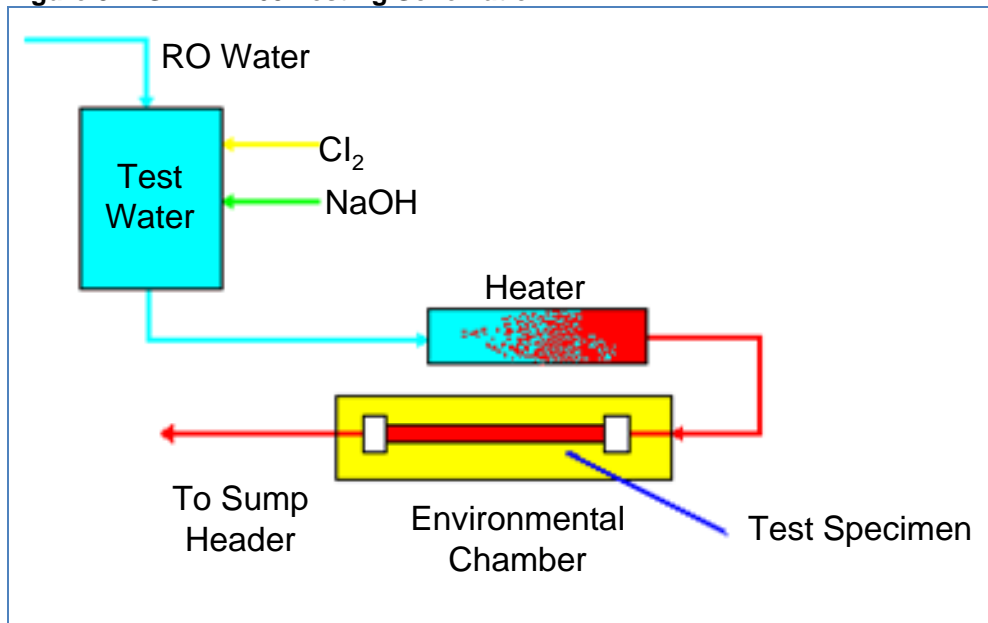 RO Water
Cl₂
Test
Water
NaOH
Heater
To Sump
Header
Environmental
Chamber
Test Specimen